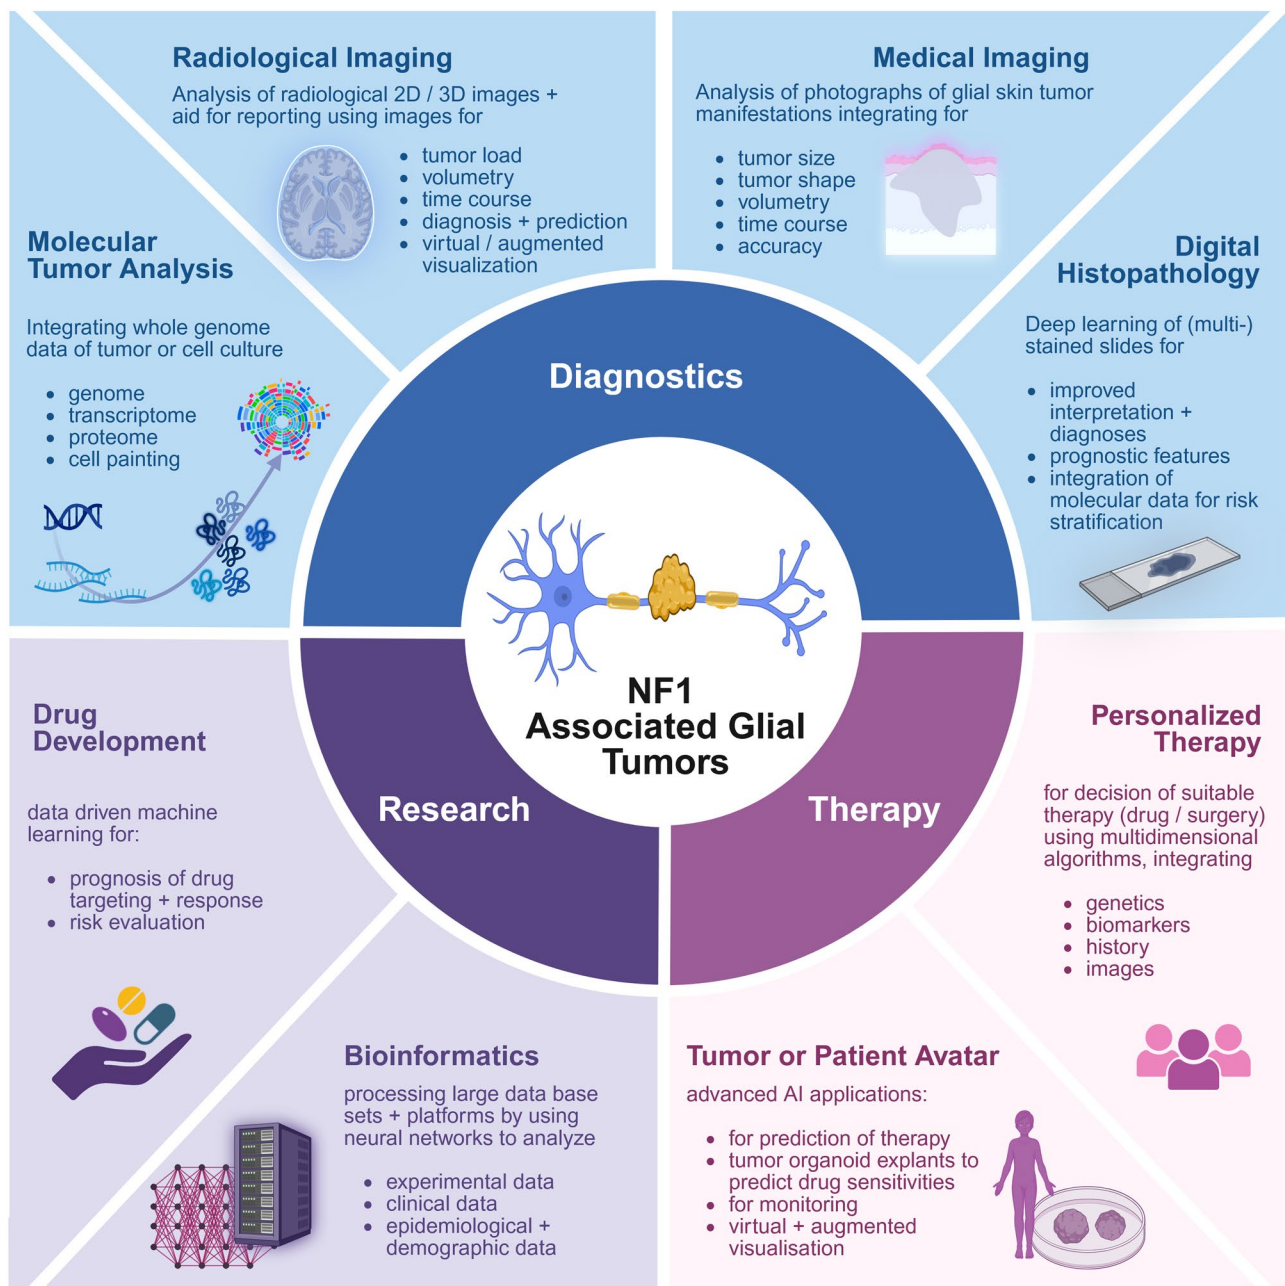 Radiological Imaging
Analysis of radiological 2D / 3D images +
aid for reporting using images for
• tumor load
• volumetry
• time course
• diagnosis + prediction
• virtual / augmented
visualization
Medical Imaging
Analysis of photographs of glial skin tumor
manifestations integrating for
• tumor size
• tumor shape
• volumetry
• time course
• accuracy
Molecular
Tumor Analysis
Integrating whole genome
data of tumor or cell culture
• genome
• transcriptome
• proteome
• cell painting
Digital
Histopathology
Deep learning of (multi-)
stained slides for
• improved
interpretation +
diagnoses
• prognostic features
• integration of
molecular data for risk
stratification
Diagnostics
NF1
Associated Glial
Tumors
Research
Therapy
Drug
Development
data driven machine
learning for:
• prognosis of drug
targeting + response
• risk evaluation
Personalized
Therapy
for decision of suitable
therapy (drug / surgery)
using multidimensional
algorithms, integrating
• genetics
• biomarkers
• history
• images
Bioinformatics
processing large data base
sets + platforms by using
neural networks to analyze
• experimental data
• clinical data
• epidemiological +
demographic data
Tumor or Patient Avatar
advanced AI applications:
• for prediction of therapy
• tumor organoid explants to
predict drug sensitivities
• for monitoring
• virtual + augmented
visualisation